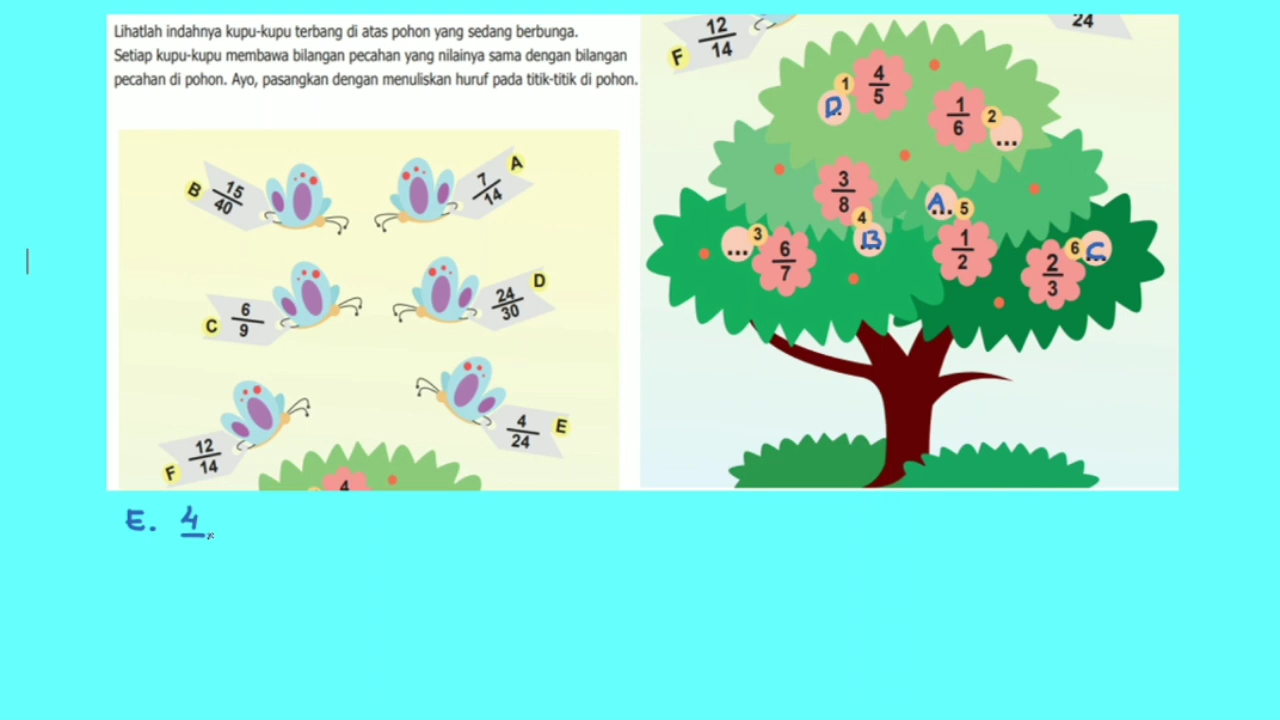 Lihatlah indahnya kupu-kupu terbang di atas pohon yang sedang berbunga.
Setiap kupu-kupu membawa bilangan pecahan yang nilainya sama dengan bilangan
pecahan di pohon. Ayo, pasangkan dengan menuliskan huruf pada titik-titik di pohon.
B 15/40
7/14 A
C 6/9
24/30 D
F 12/14
4/24 E
4
F 12/14
24
1 4/5
D.
1/6 2 ...
3/8
4 B
A. 5
1/2
... 3 6/7
2/3 6 C
E. 4